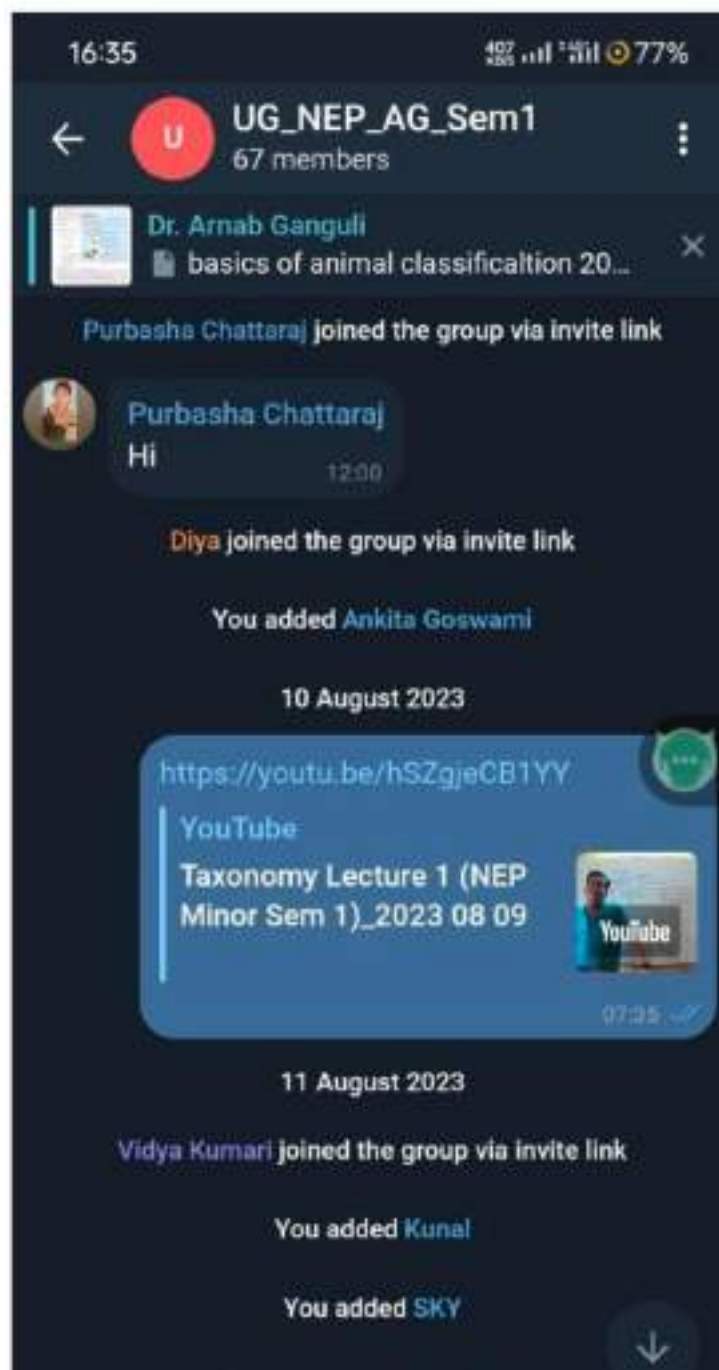 16:35
77%
U
UG_NEP_AG_Sem1
67 members
Dr. Arnab Ganguli
basics of animal classificaltion 20...
Purbasha Chattaraj joined the group via invite link
Purbasha Chattaraj
Hi
12:00
Diya joined the group via invite link
You added Ankita Goswami
10 August 2023
https://youtu.be/hSZgjeCB1YY
YouTube
Taxonomy Lecture 1 (NEP
Minor Sem 1)_2023 08 09
YouTube
07:35
11 August 2023
Vidya Kumari joined the group via invite link
You added Kunal
You added SKY